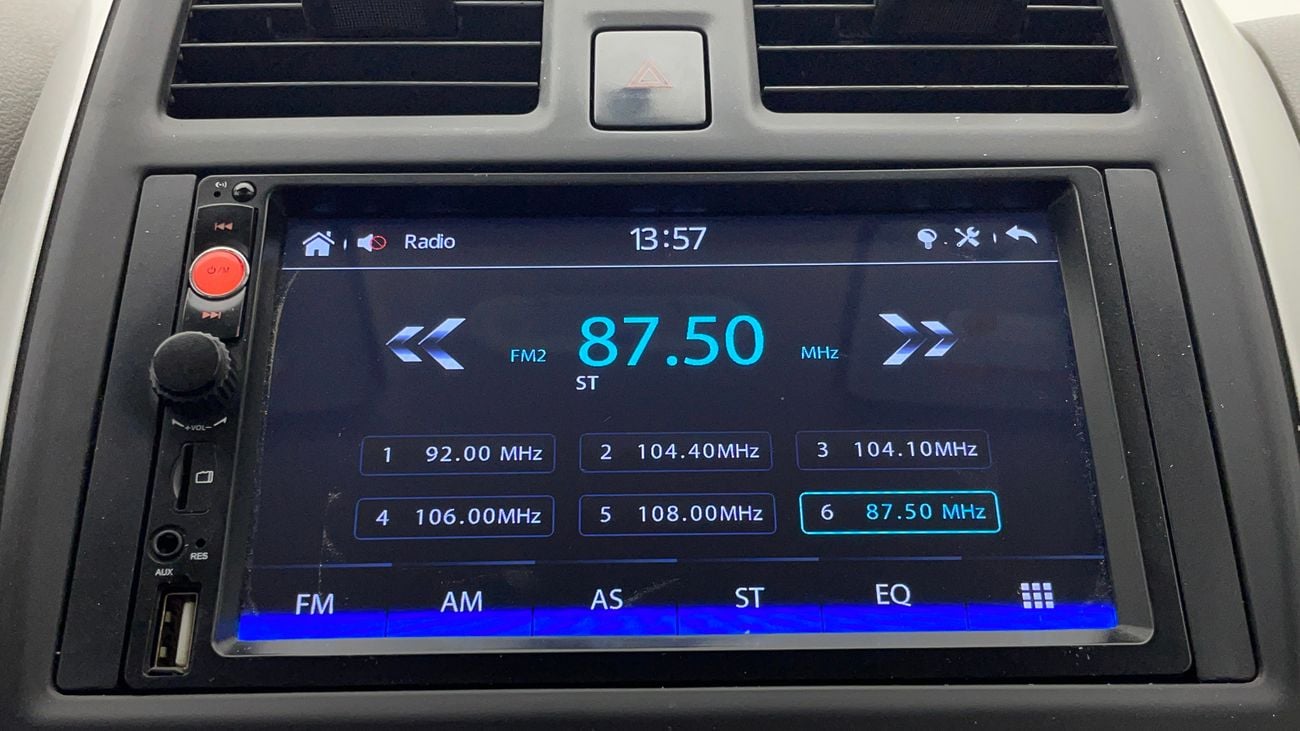 Radio 13:57
⏻/M
FM2 87.50 MHz
ST
+VOL-
1 92.00 MHz
2 104.40MHz
3 104.10MHz
4 106.00MHz
5 108.00MHz
6 87.50 MHz
RES
AUX
FM AM AS ST EQ